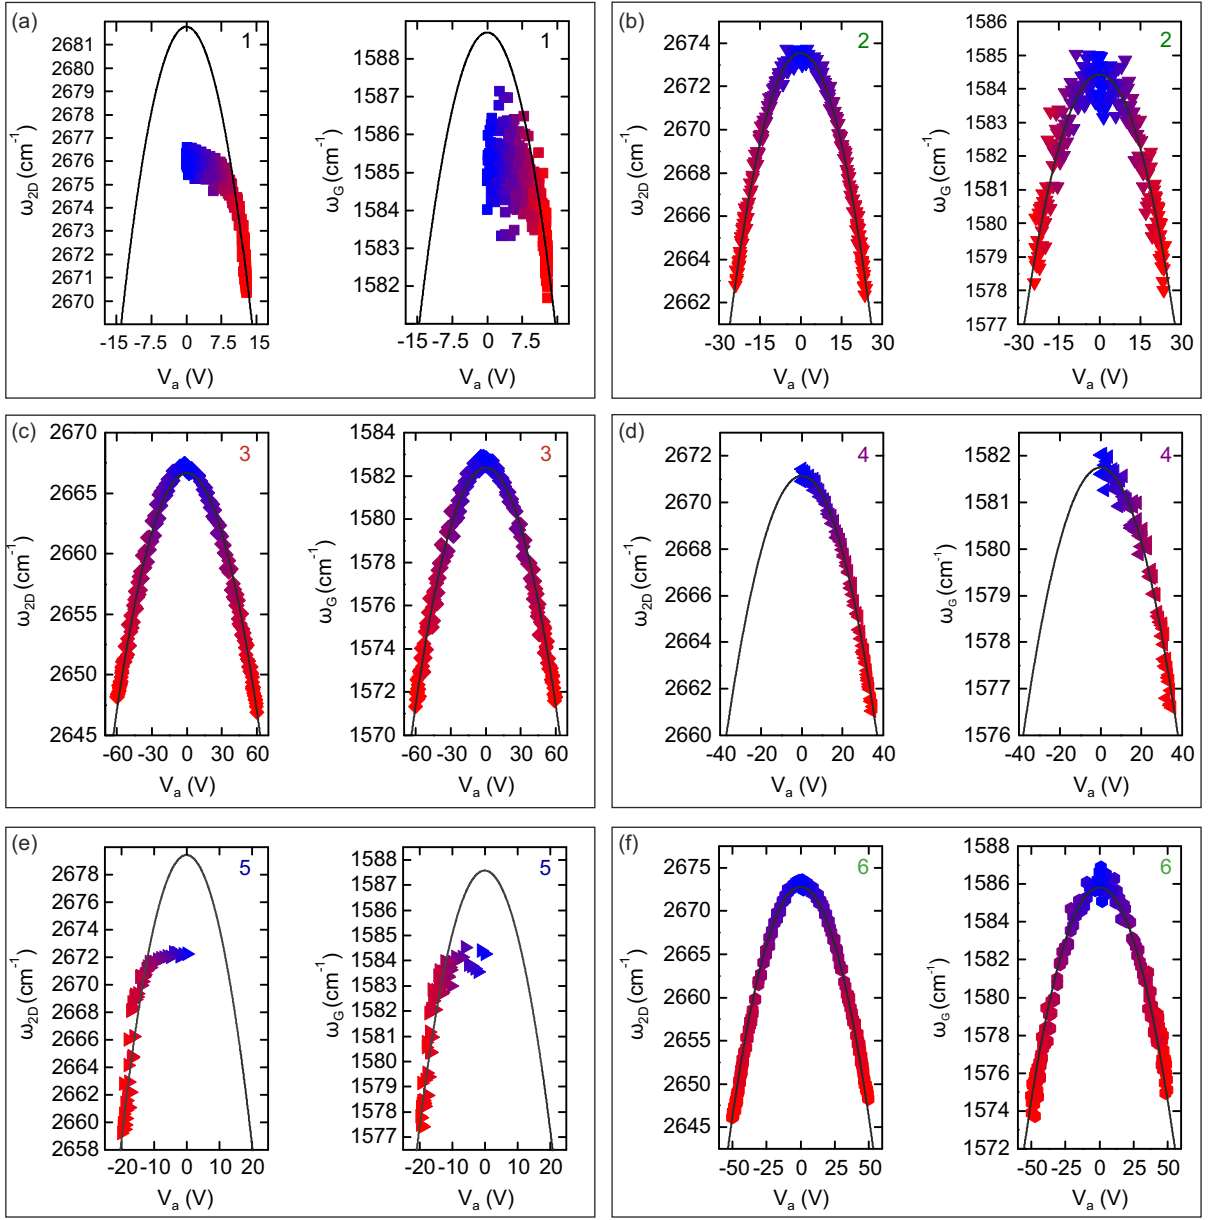 (a)
1
2681
2680
2679
2678
2677
2676
2675
2674
2673
2672
2671
2670
ω2D (cm-1)
-15 -7.5 0 7.5 15
Va (V)
1
1588
1587
1586
1585
1584
1583
1582
ωG (cm-1)
-15 -7.5 0 7.5
Va (V)
(b)
2
2674
2672
2670
2668
2666
2664
2662
ω2D (cm-1)
-30 -15 0 15 30
Va (V)
2
1586
1585
1584
1583
1582
1581
1580
1579
1578
1577
ωG (cm-1)
-30 -15 0 15 30
Va (V)
(c)
3
2670
2665
2660
2655
2650
2645
ω2D (cm-1)
-60 -30 0 30 60
Va (V)
3
1584
1582
1580
1578
1576
1574
1572
1570
ωG (cm-1)
-60 -30 0 30 60
Va (V)
(d)
4
2672
2670
2668
2666
2664
2662
2660
ω2D (cm-1)
-40 -20 0 20 40
Va (V)
4
1582
1581
1580
1579
1578
1577
1576
ωG (cm-1)
-40 -20 0 20 40
Va (V)
(e)
5
2678
2676
2674
2672
2670
2668
2666
2664
2662
2660
2658
ω2D (cm-1)
-20 -10 0 10 20
Va (V)
5
1588
1587
1586
1585
1584
1583
1582
1581
1580
1579
1578
1577
ωG (cm-1)
-20 -10 0 10 20
Va (V)
(f)
6
2675
2670
2665
2660
2655
2650
2645
ω2D (cm-1)
-50 -25 0 25 50
Va (V)
6
1588
1586
1584
1582
1580
1578
1576
1574
1572
ωG (cm-1)
-50 -25 0 25 50
Va (V)